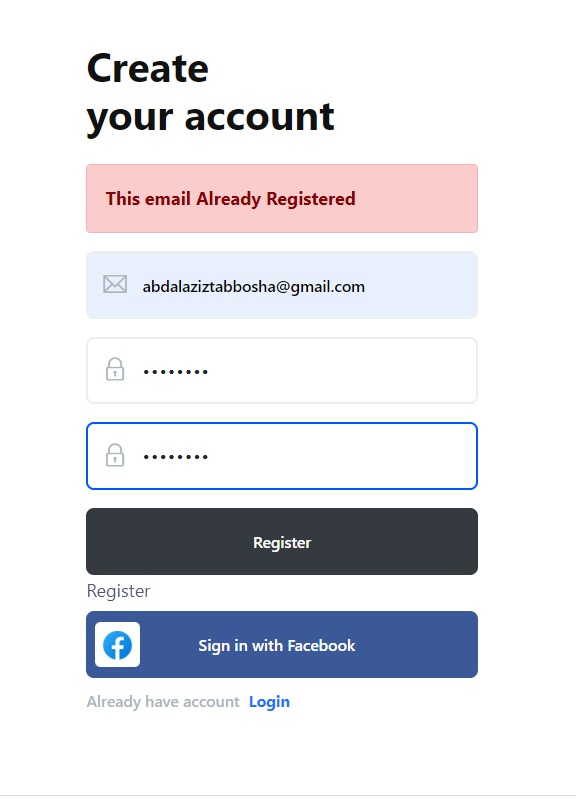 Create
your account
This email Already Registered
abdalaziztabbosha@gmail.com
••••••••
••••••••
Register
Register
Sign in with Facebook
Already have account Login